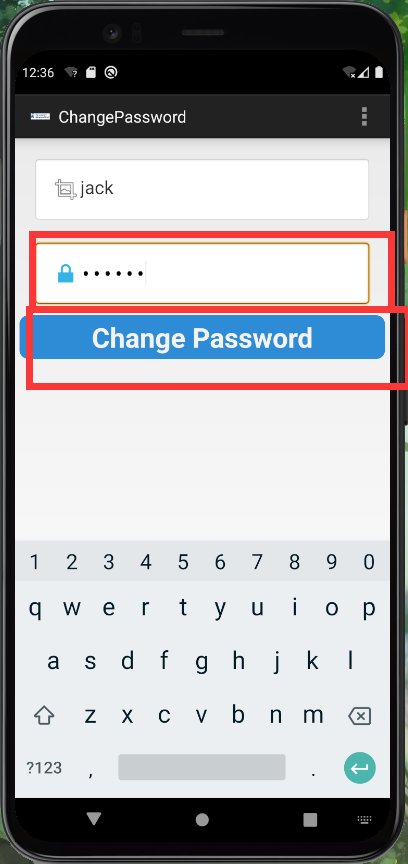 12:36
ChangePassword
jack
••••••
Change Password
1 2 3 4 5 6 7 8 9 0
q w e r t y u i o p
a s d f g h j k l
z x c v b n m
?123 , .